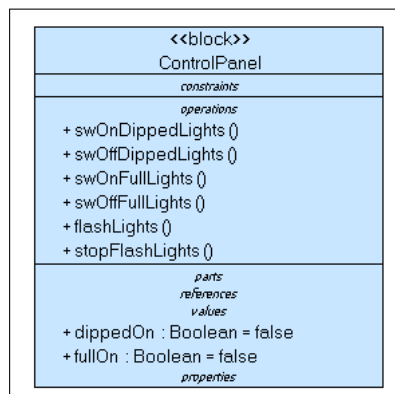 <<block>>
ControlPanel
constraints
operations
+ swOnDippedLights ()
+ swOffDippedLights ()
+ swOnFullLights ()
+ swOffFullLights ()
+ flashLights ()
+ stopFlashLights ()
parts
references
values
+ dippedOn : Boolean = false
+ fullOn : Boolean = false
properties